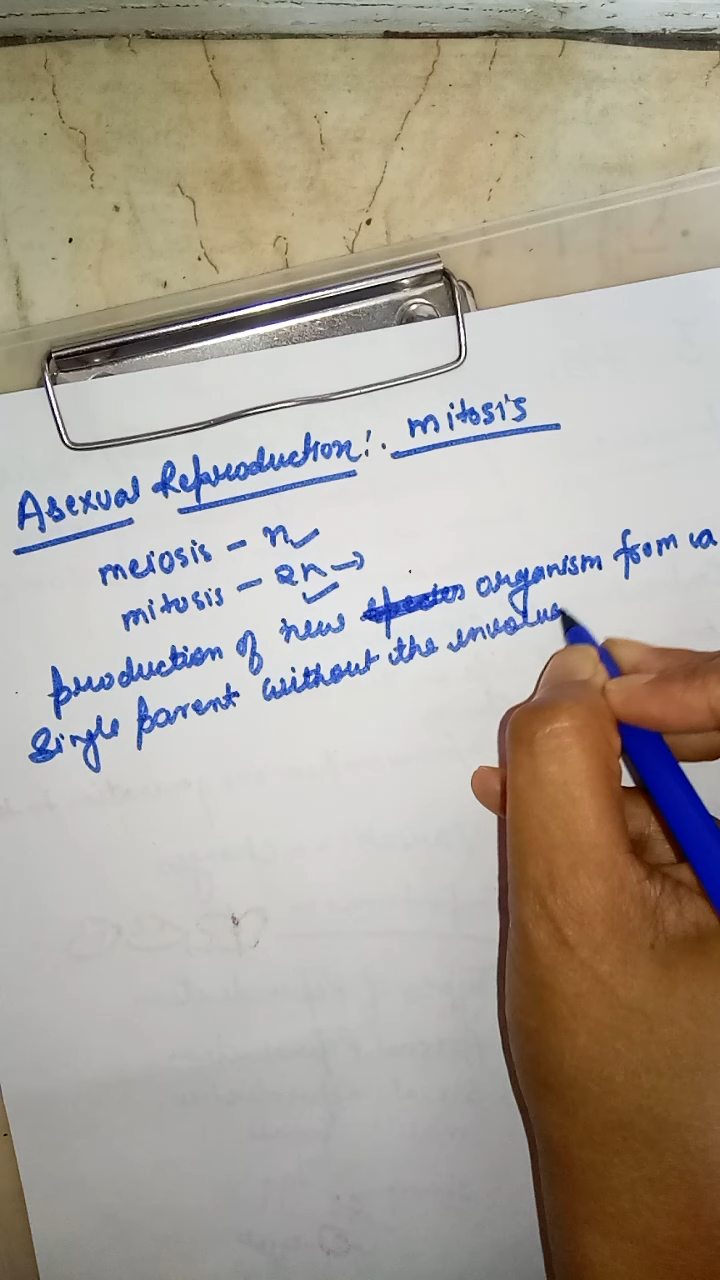 Asexual Reproduction:. mitosis
meiosis - n
mitosis - 2n →
production of new organism from a
single parent without the involve